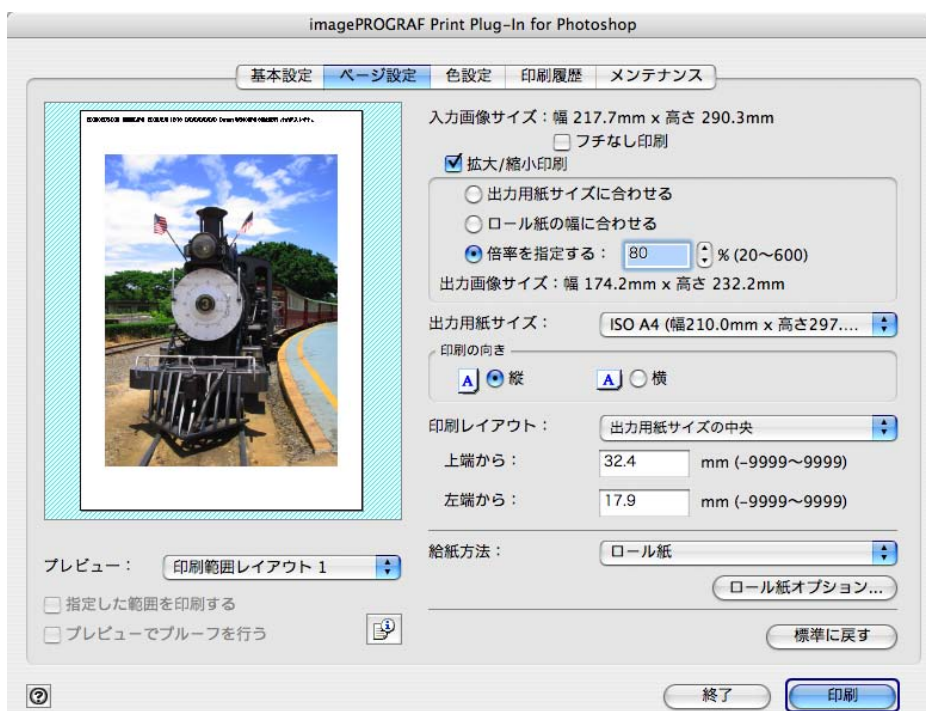 imagePROGRAF Print Plug-In for Photoshop
基本設定 ページ設定 色設定 印刷履歴 メンテナンス
入力画像サイズ：幅 217.7mm x 高さ 290.3mm
フチなし印刷
拡大/縮小印刷
出力用紙サイズに合わせる
ロール紙の幅に合わせる
倍率を指定する： 80 % (20〜600)
出力画像サイズ：幅 174.2mm x 高さ 232.2mm
出力用紙サイズ： ISO A4 (幅210.0mm x 高さ297....
印刷の向き
A 縦 A 横
印刷レイアウト： 出力用紙サイズの中央
上端から： 32.4 mm (-9999〜9999)
左端から： 17.9 mm (-9999〜9999)
給紙方法： ロール紙
ロール紙オプション...
標準に戻す
プレビュー： 印刷範囲レイアウト 1
指定した範囲を印刷する
プレビューでプルーフを行う
? 終了 印刷